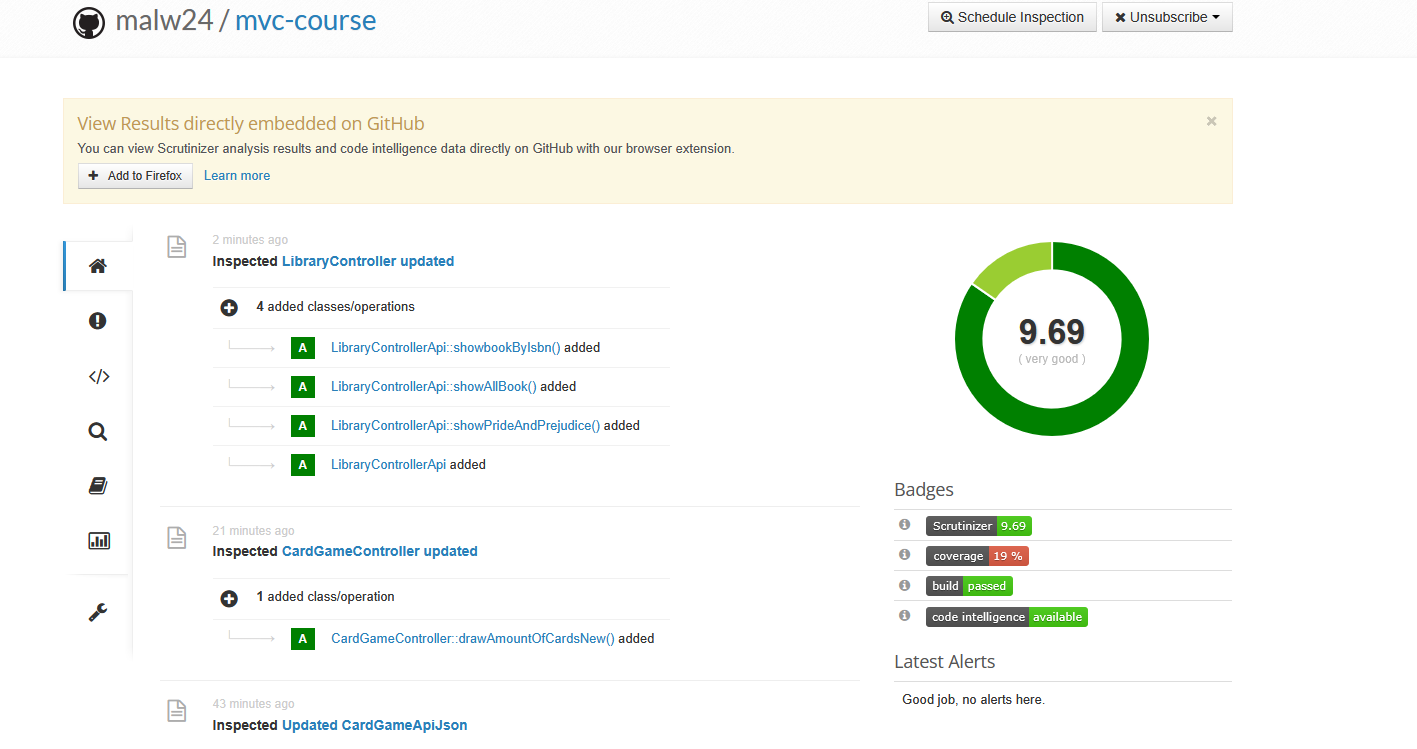 malw24 / mvc-course
Schedule Inspection
Unsubscribe
View Results directly embedded on GitHub
You can view Scrutinizer analysis results and code intelligence data directly on GitHub with our browser extension.
Add to Firefox
Learn more
2 minutes ago
Inspected LibraryController updated
4 added classes/operations
A LibraryControllerApi::showbookByIsbn() added
A LibraryControllerApi::showAllBook() added
A LibraryControllerApi::showPrideAndPrejudice() added
A LibraryControllerApi added
21 minutes ago
Inspected CardGameController updated
1 added class/operation
A CardGameController::drawAmountOfCardsNew() added
43 minutes ago
Inspected Updated CardGameApiJson
9.69
( very good )
Badges
Scrutinizer 9.69
coverage 19 %
build passed
code intelligence available
Latest Alerts
Good job, no alerts here.